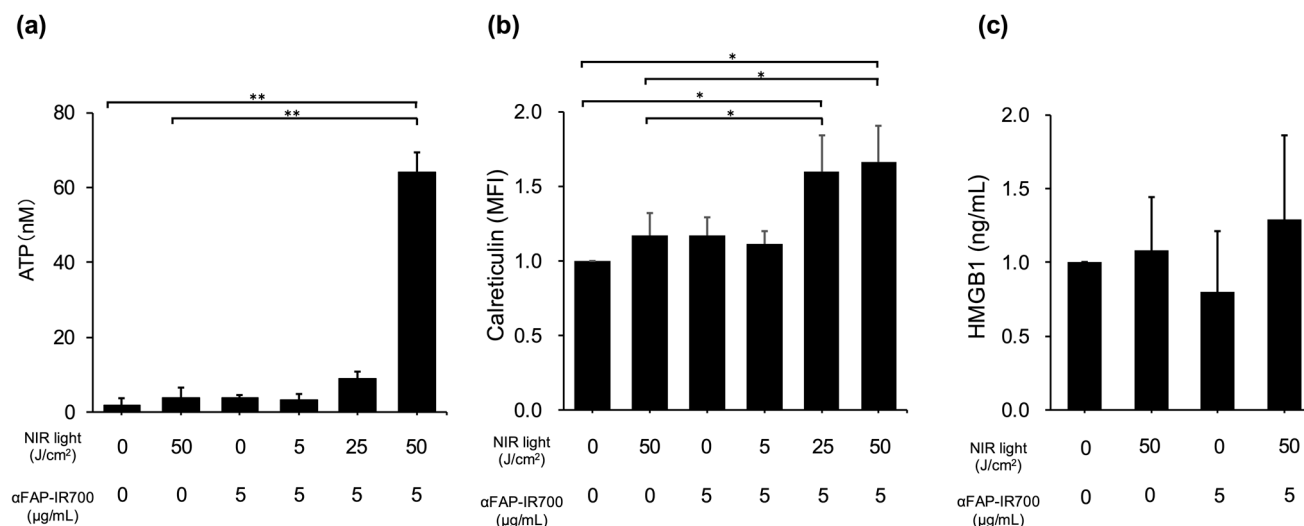 (a)
**
**
80
60
40
20
0
ATP (nM)
NIR light
(J/cm²)
0 50 0 5 25 50
αFAP-IR700
(µg/mL)
0 0 5 5 5 5
(b)
*
*
*
*
2.0
1.5
1.0
0.5
0.0
Calreticulin (MFI)
NIR light
(J/cm²)
0 50 0 5 25 50
αFAP-IR700
(µg/mL)
0 0 5 5 5 5
(c)
2.0
1.5
1.0
0.5
0.0
HMGB1 (ng/mL)
NIR light
(J/cm²)
0 50 0 50
αFAP-IR700
(µg/mL)
0 0 5 5